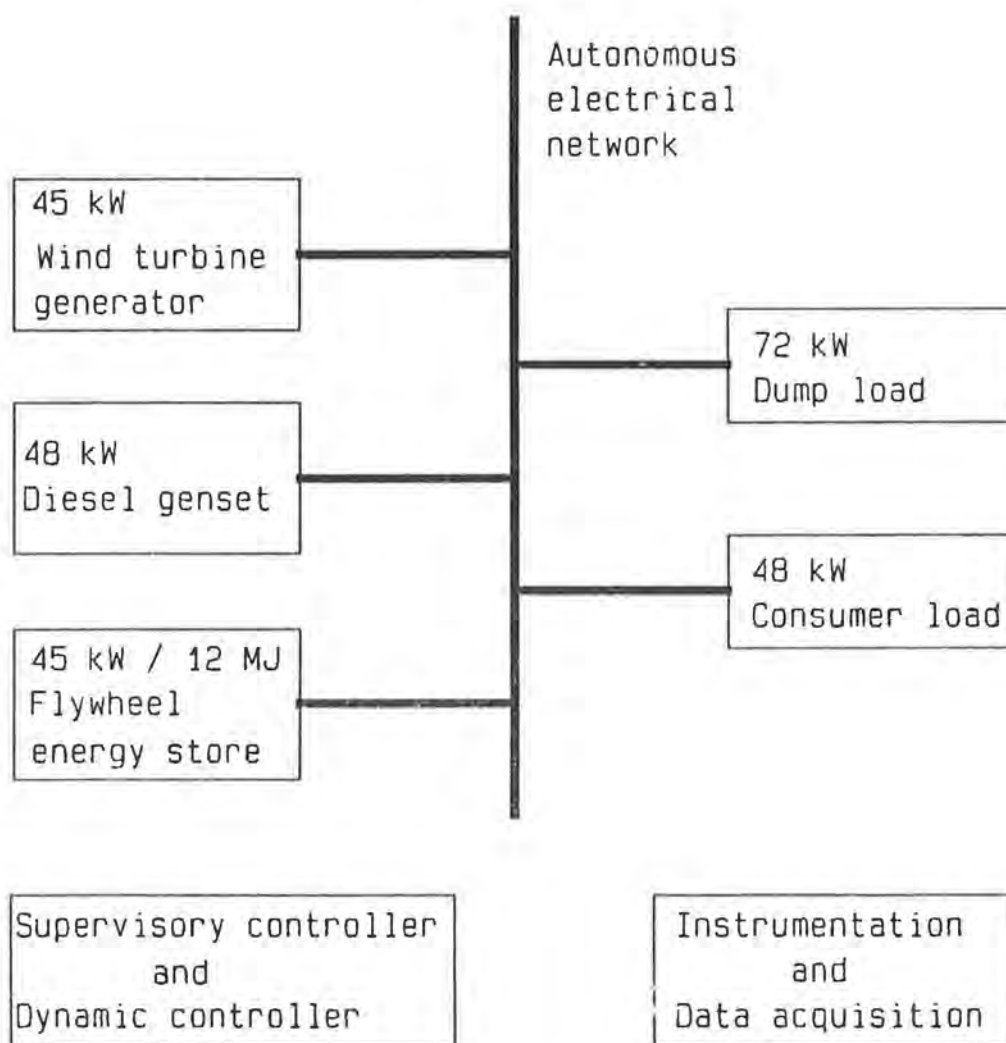 Autonomous
electrical
network
45 kW
Wind turbine
generator
72 kW
Dump load
48 kW
Diesel genset
48 kW
Consumer load
45 kW / 12 MJ
Flywheel
energy store
Supervisory controller
and
Dynamic controller
Instrumentation
and
Data acquisition